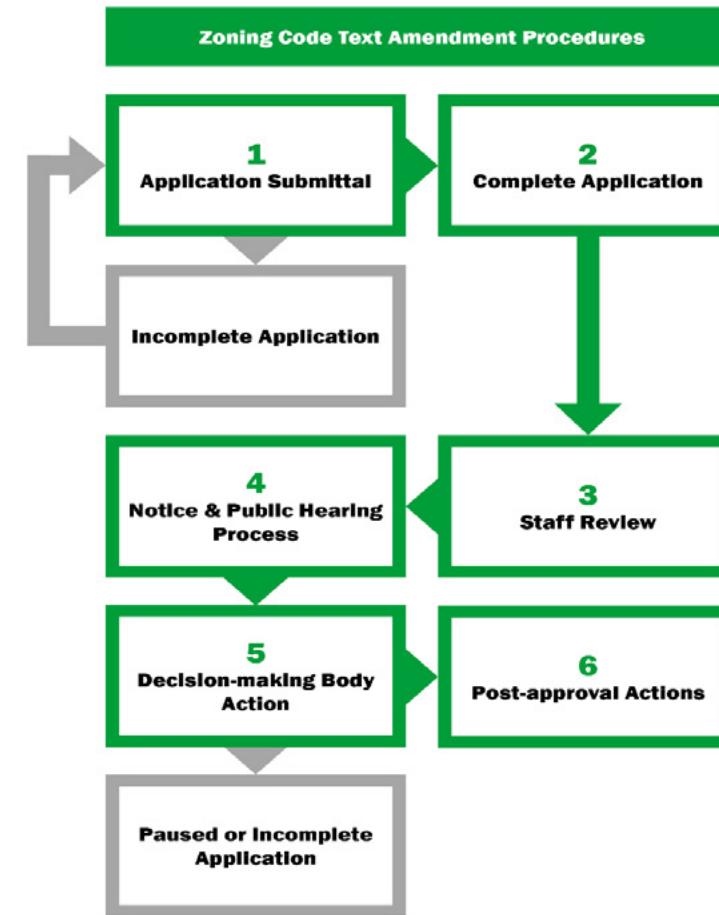 Zoning Code Text Amendment Procedures
1
Application Submittal
2
Complete Application
Incomplete Application
4
Notice & Public Hearing
Process
3
Staff Review
5
Decision-making Body
Action
6
Post-approval Actions
Paused or Incomplete
Application